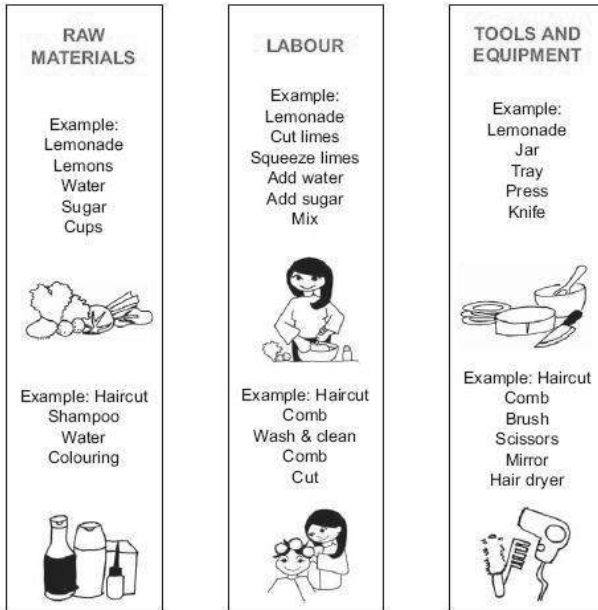 RAW
MATERIALS
Example:
Lemonade
Lemons
Water
Sugar
Cups
Example: Haircut
Shampoo
Water
Colouring
LABOUR
Example:
Lemonade
Cut limes
Squeeze limes
Add water
Add sugar
Mix
Example: Haircut
Comb
Wash & clean
Comb
Cut
TOOLS AND
EQUIPMENT
Example:
Lemonade
Jar
Tray
Press
Knife
Example: Haircut
Comb
Brush
Scissors
Mirror
Hair dryer